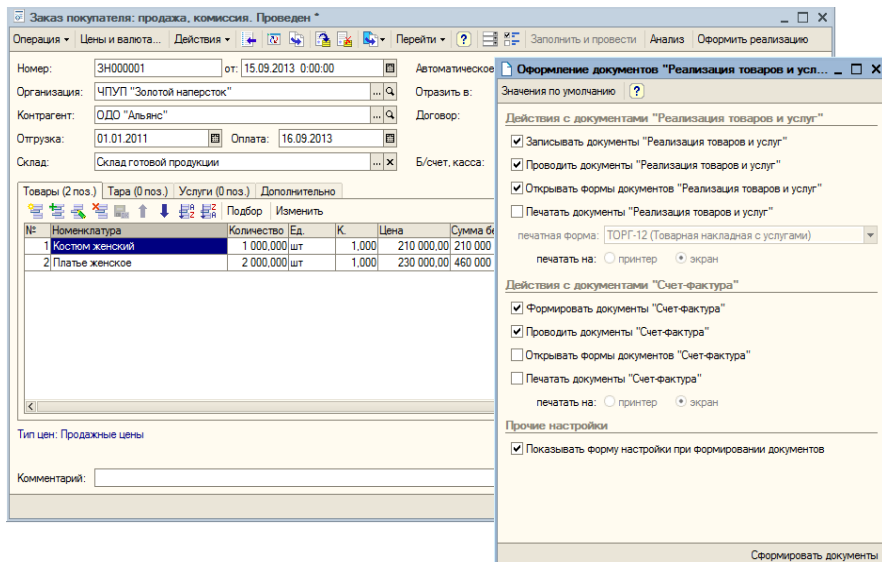 Заказ покупателя: продажа, комиссия. Проведен *
Операция Цены и валюта... Действия Перейти ? Заполнить и провести Анализ Оформить реализацию
Номер: ЗН000001 от: 15.09.2013 0:00:00 Автоматическое
Организация: ЧПУП "Золотой наперсток" ... Отразить в:
Контрагент: ОДО "Альянс" ... Договор:
Отгрузка: 01.01.2011 Оплата: 16.09.2013
Склад: Склад готовой продукции ... x Б/счет, касса:
Товары (2 поз.) Тара (0 поз.) Услуги (0 поз.) Дополнительно
Подбор Изменить
№ Номенклатура Количество Ед. К. Цена Сумма бе
1 Костюм женский 1 000,000 шт 1,000 210 000,00 210 000
2 Платье женское 2 000,000 шт 1,000 230 000,00 460 000
Тип цен: Продажные цены
Комментарий:
Оформление документов "Реализация товаров и усл...
Значения по умолчанию ?
Действия с документами "Реализация товаров и услуг"
Записывать документы "Реализация товаров и услуг"
Проводить документы "Реализация товаров и услуг"
Открывать формы документов "Реализация товаров и услуг"
Печатать документы "Реализация товаров и услуг"
печатная форма: ТОРГ-12 (Товарная накладная с услугами)
печатать на: принтер экран
Действия с документами "Счет-фактура"
Формировать документы "Счет-фактура"
Проводить документы "Счет-фактура"
Открывать формы документов "Счет-фактура"
Печатать документы "Счет-фактура"
печатать на: принтер экран
Прочие настройки
Показывать форму настройки при формировании документов
Сформировать документы